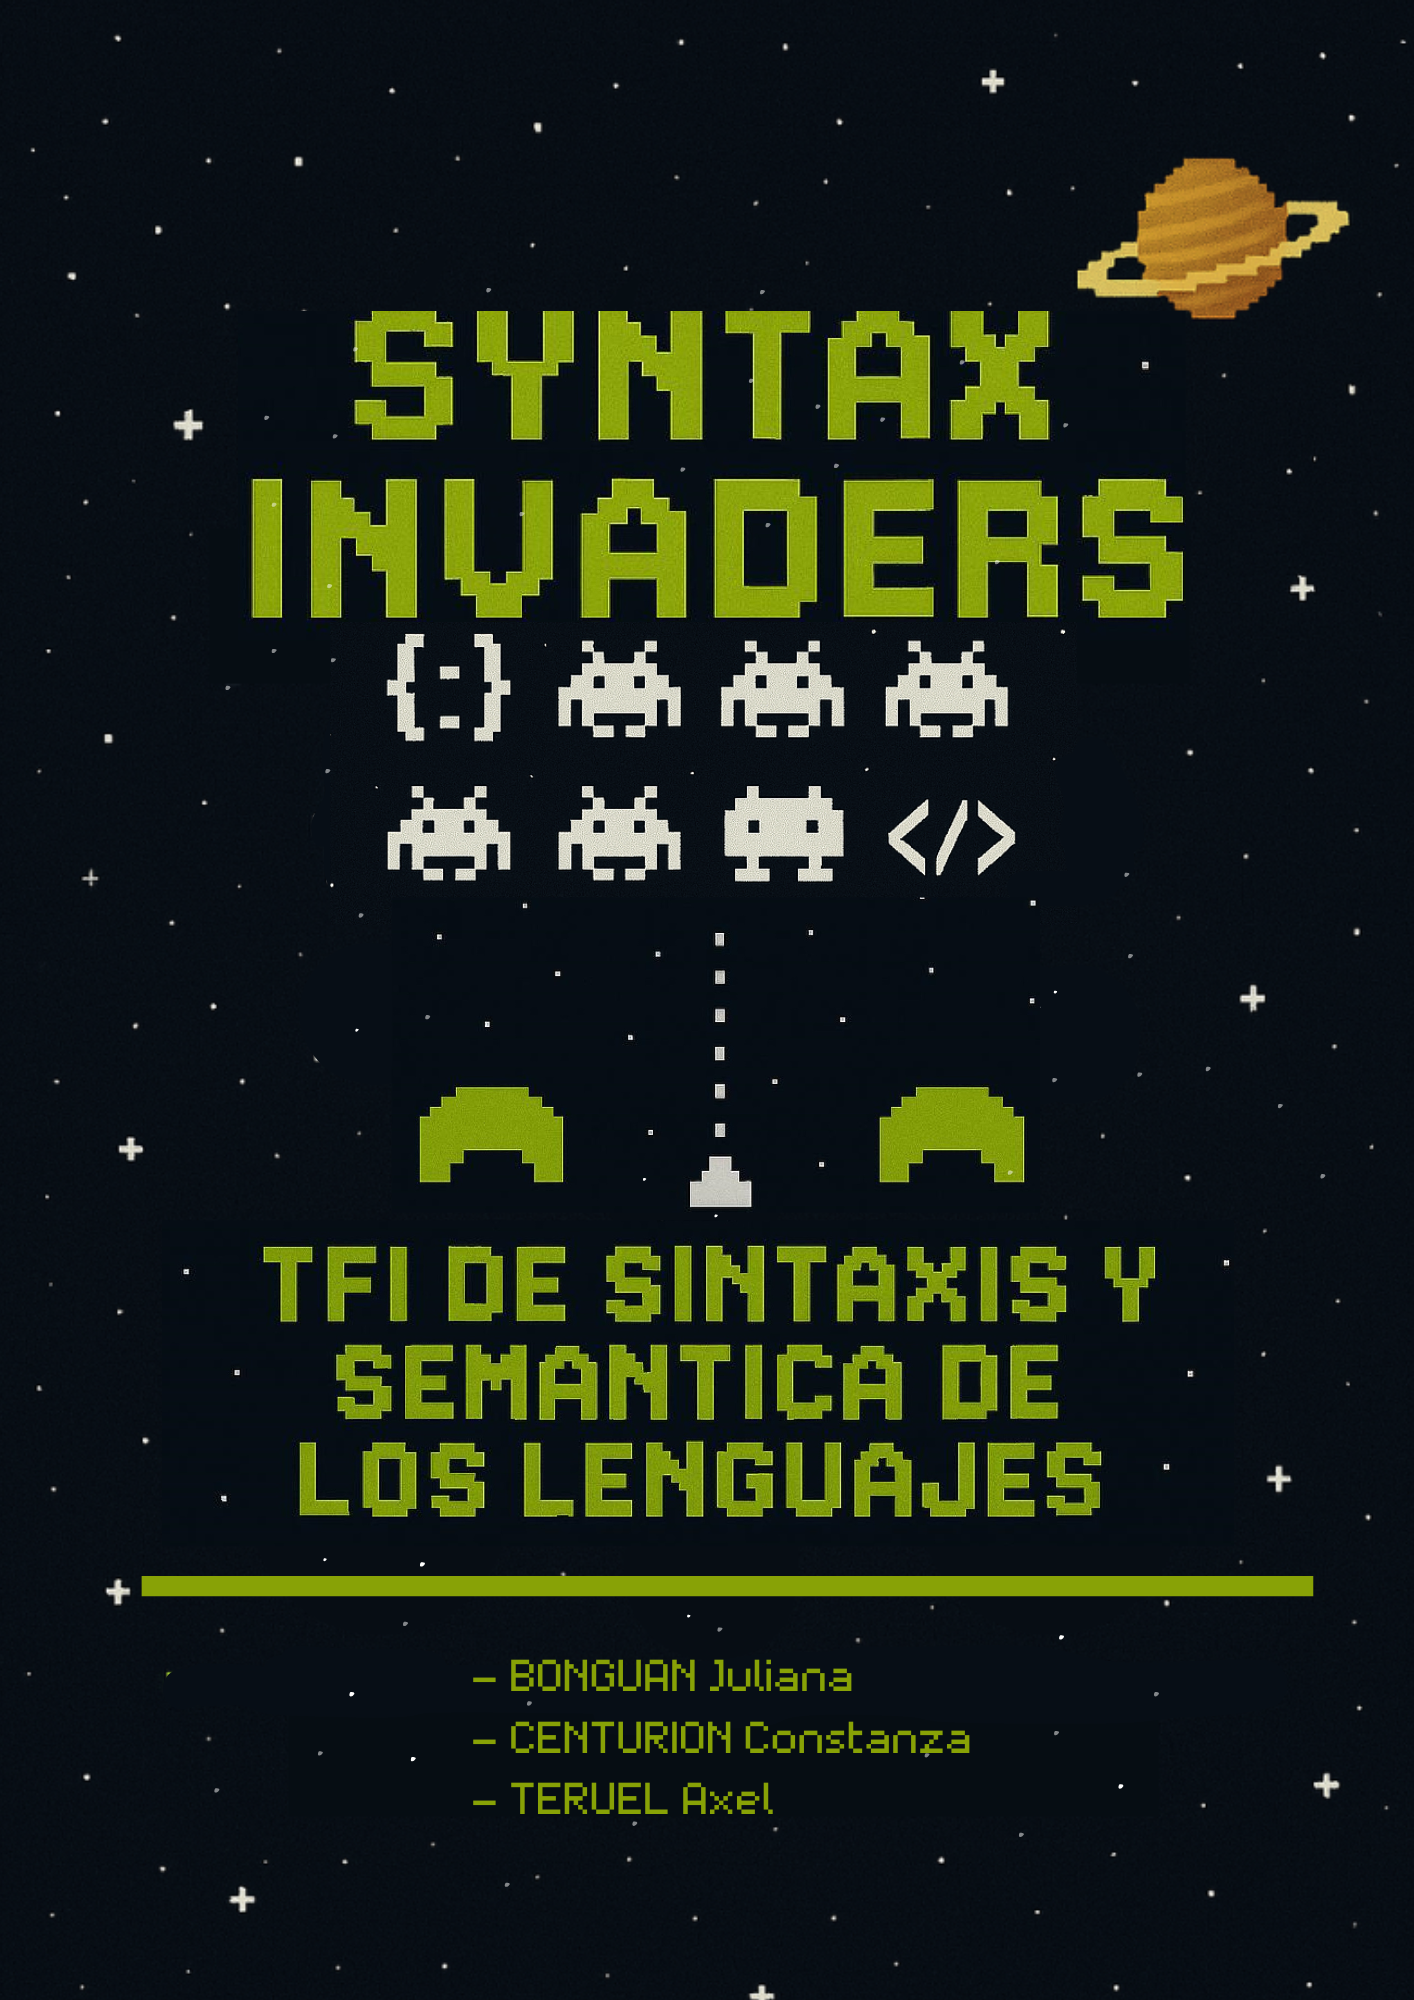 SYNTAX
INVADERS
{:}
</>
TFI DE SINTAXIS Y
SEMANTICA DE
LOS LENGUAJES
– BONGUAN Juliana
– CENTURION Constanza
– TERUEL Axel